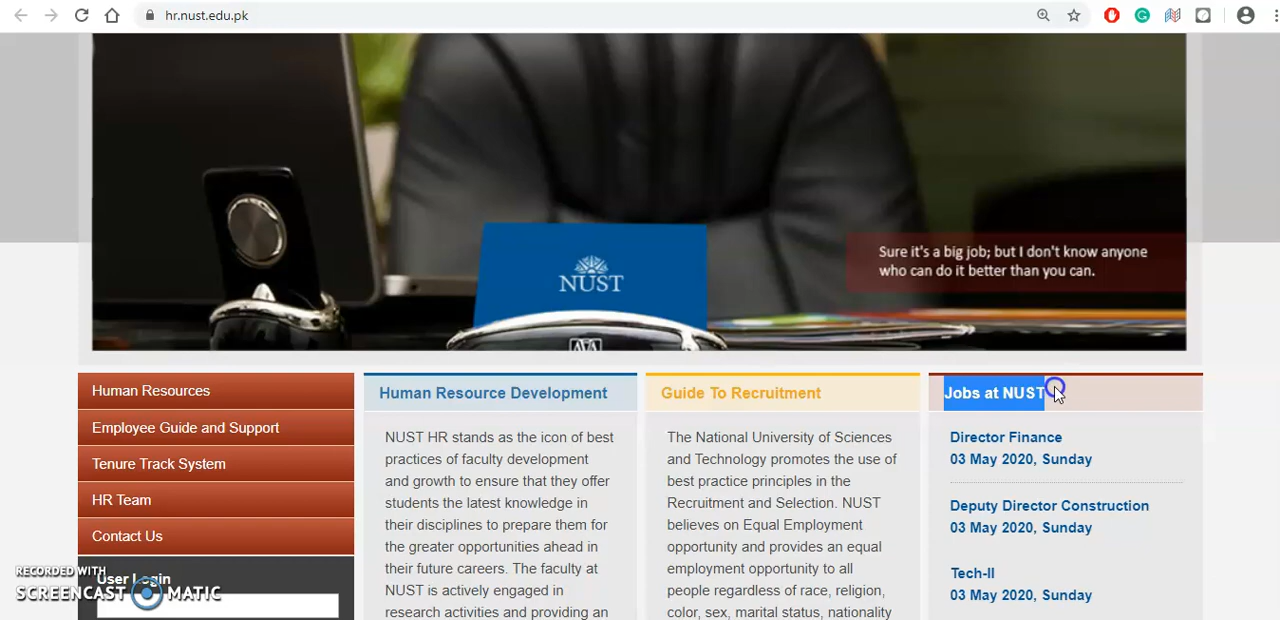 hr.nust.edu.pk
NUST
Sure it's a big job; but I don't know anyone
who can do it better than you can.
Human Resources
Employee Guide and Support
Tenure Track System
HR Team
Contact Us
User Login
Human Resource Development
NUST HR stands as the icon of best
practices of faculty development
and growth to ensure that they offer
students the latest knowledge in
their disciplines to prepare them for
the greater opportunities ahead in
their future careers. The faculty at
NUST is actively engaged in
research activities and providing an
Guide To Recruitment
The National University of Sciences
and Technology promotes the use of
best practice principles in the
Recruitment and Selection. NUST
believes on Equal Employment
opportunity and provides an equal
employment opportunity to all
people regardless of race, religion,
color, sex, marital status, nationality
Jobs at NUST
Director Finance
03 May 2020, Sunday
Deputy Director Construction
03 May 2020, Sunday
Tech-II
03 May 2020, Sunday
RECORDED WITH
SCREENCAST MATIC